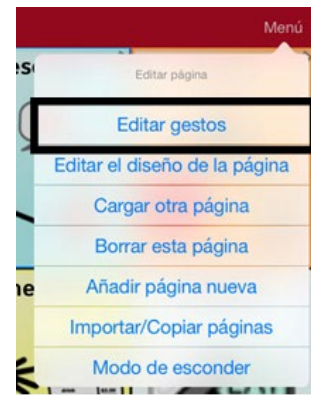 Menú
Editar página
Editar gestos
Editar el diseño de la página
Cargar otra página
Borrar esta página
Añadir página nueva
Importar/Copiar páginas
Modo de esconder